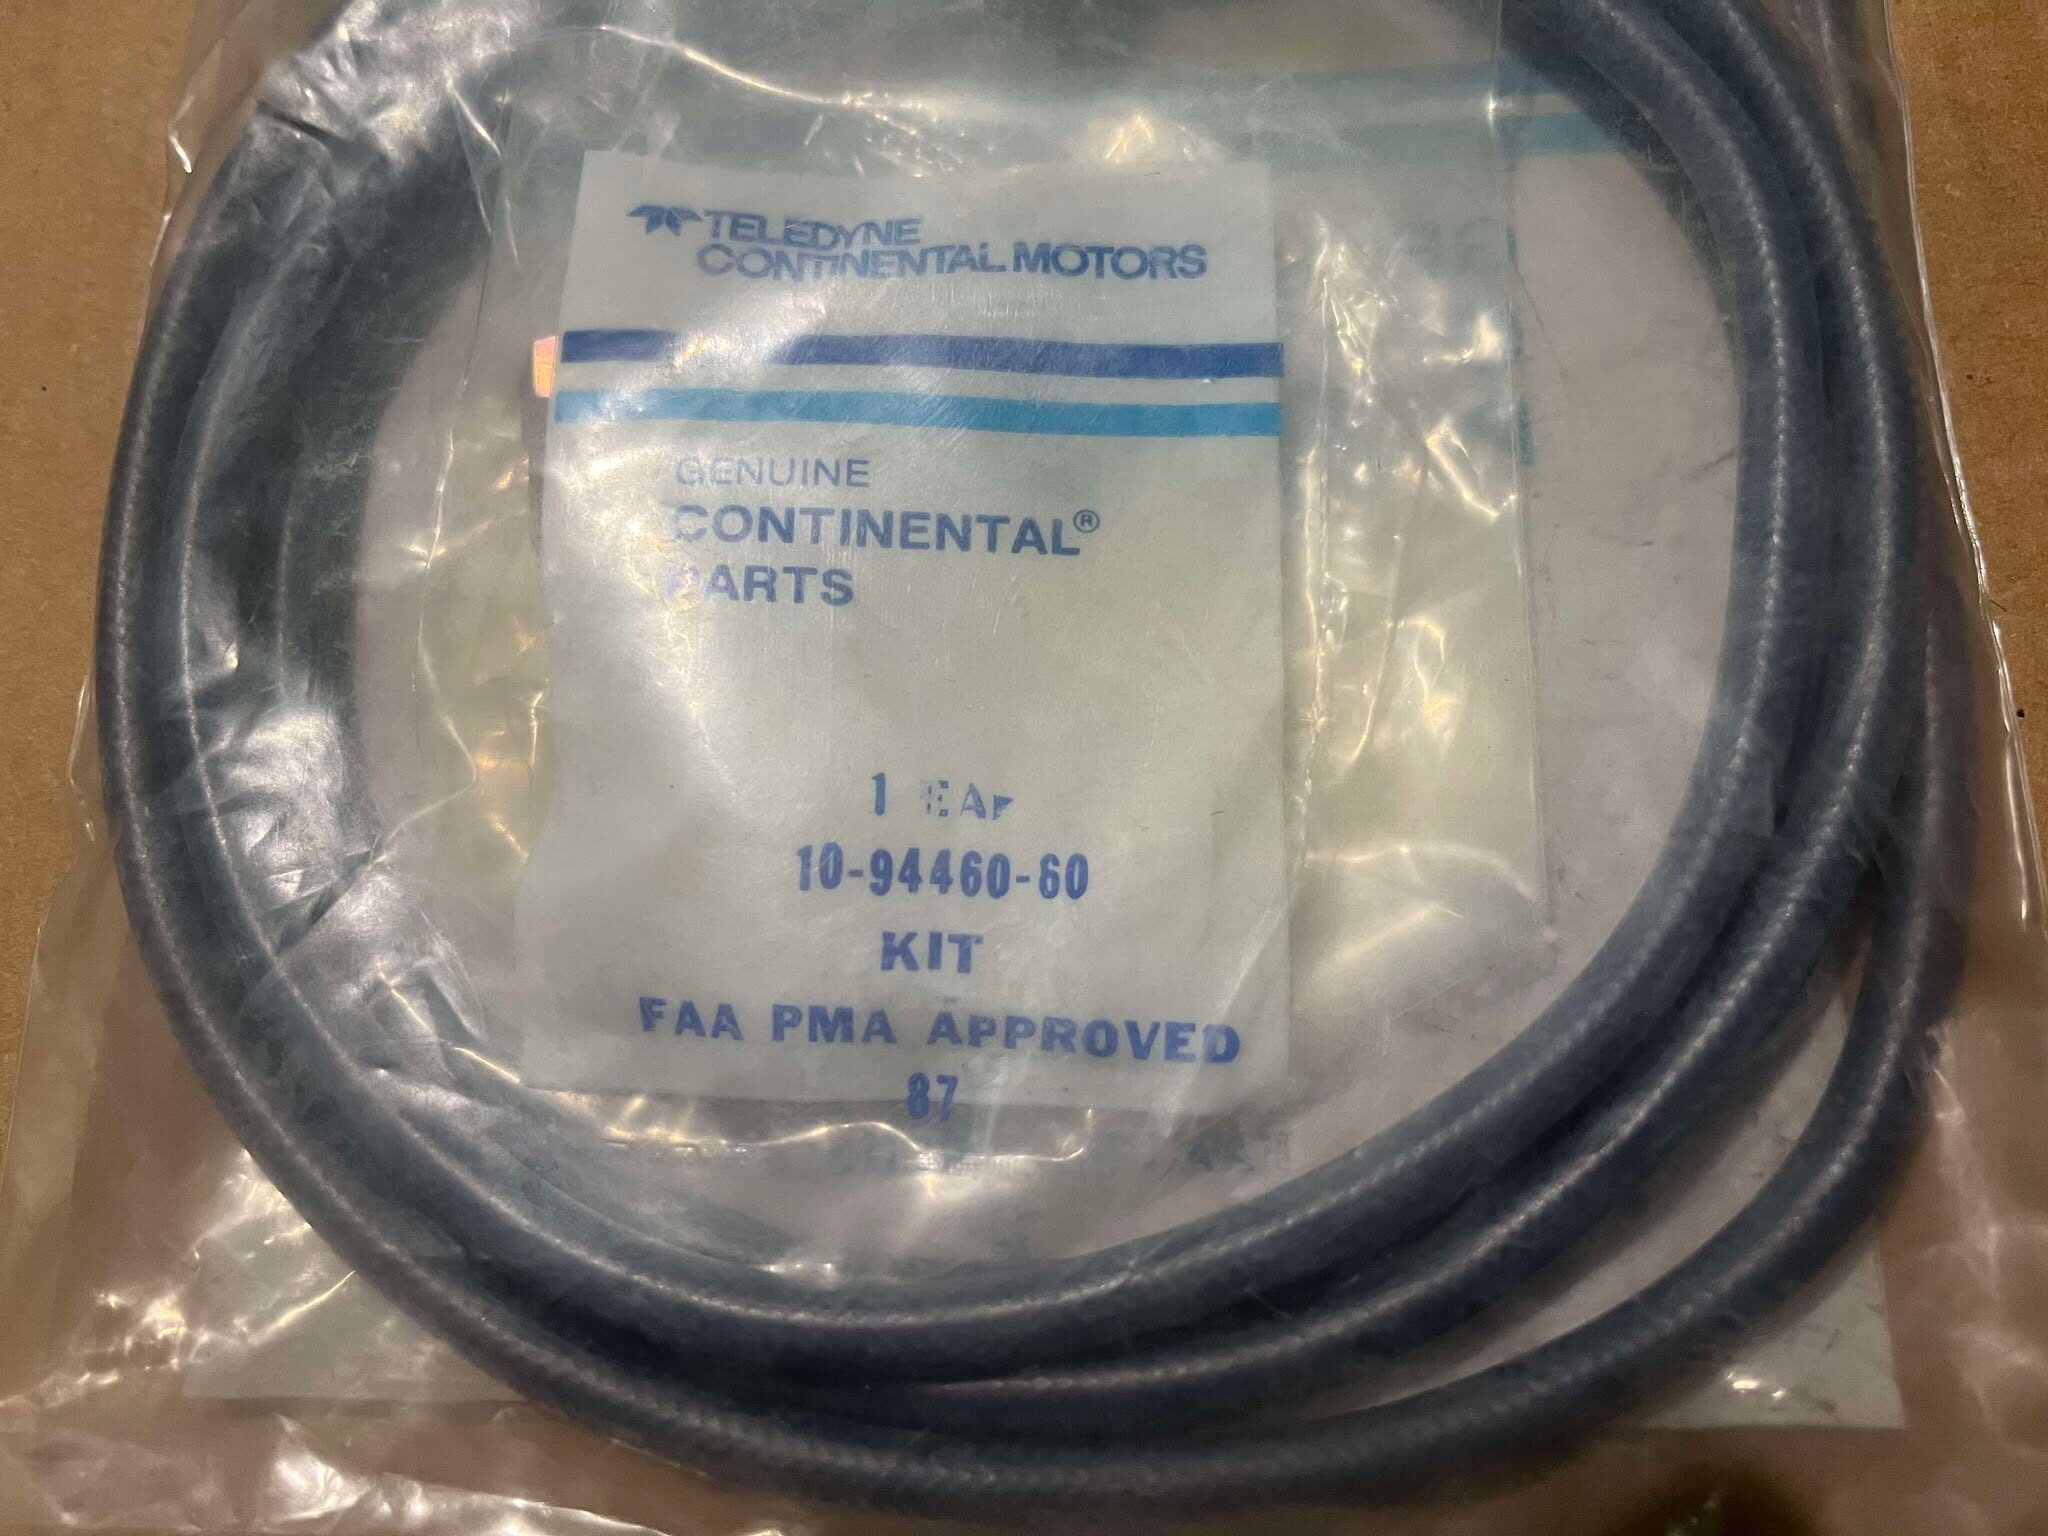 TELEDYNE
CONTINENTAL MOTORS
GENUINE
CONTINENTAL®
PARTS
1 EA
10-94460-60
KIT
FAA PMA APPROVED
87